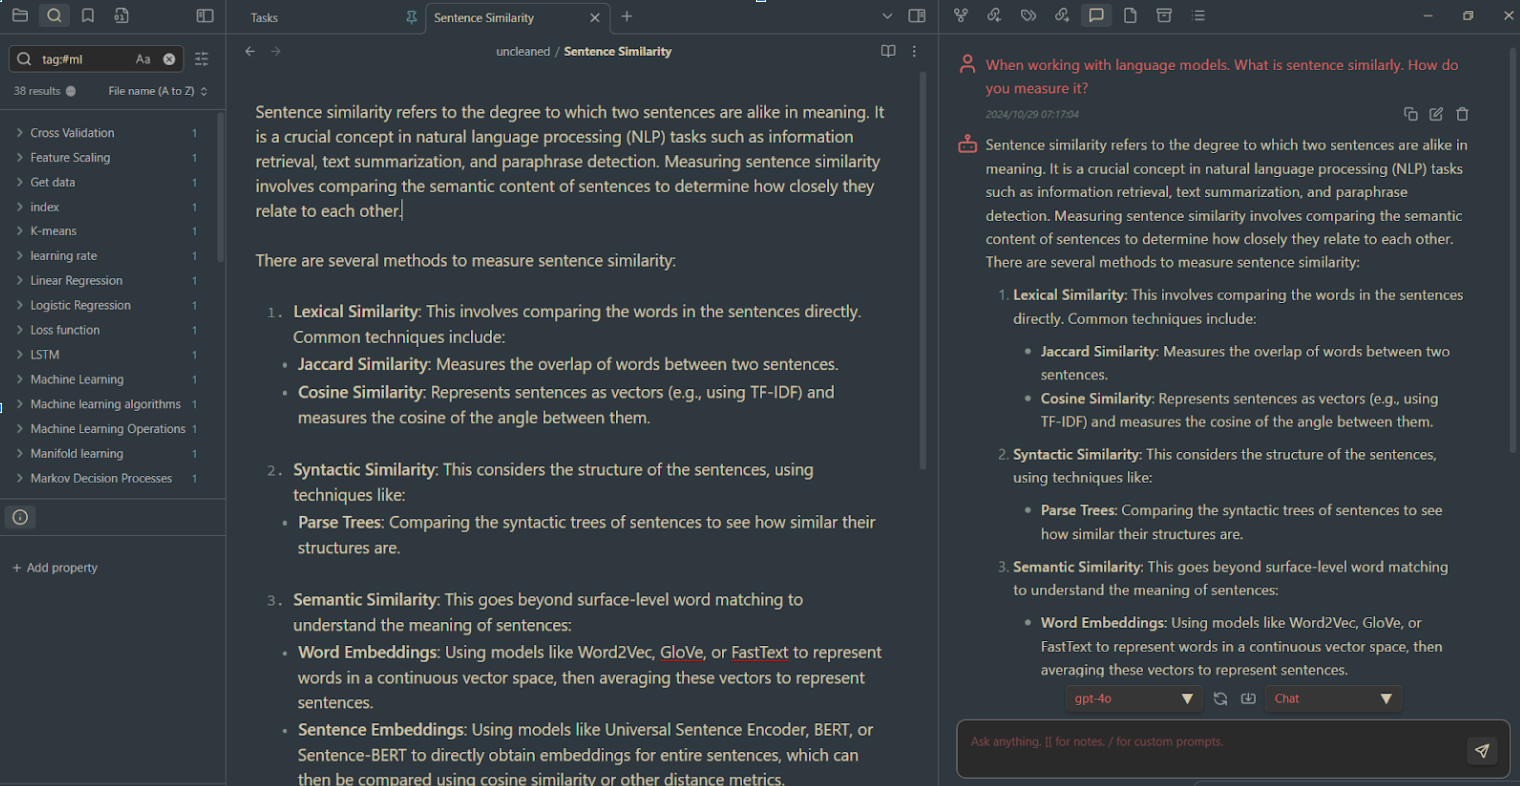 Tasks
Sentence Similarity
tag:#ml
Aa
38 results
File name (A to Z)
Cross Validation 1
Feature Scaling 1
Get data 1
index 1
K-means 1
learning rate 1
Linear Regression 1
Logistic Regression 1
Loss function 1
LSTM 1
Machine Learning 1
Machine learning algorithms 1
Machine Learning Operations 1
Manifold learning 1
Markov Decision Processes 1
+ Add property
uncleaned / Sentence Similarity
Sentence similarity refers to the degree to which two sentences are alike in meaning. It
is a crucial concept in natural language processing (NLP) tasks such as information
retrieval, text summarization, and paraphrase detection. Measuring sentence similarity
involves comparing the semantic content of sentences to determine how closely they
relate to each other.
There are several methods to measure sentence similarity:
1. Lexical Similarity: This involves comparing the words in the sentences directly.
Common techniques include:
• Jaccard Similarity: Measures the overlap of words between two sentences.
• Cosine Similarity: Represents sentences as vectors (e.g., using TF-IDF) and
measures the cosine of the angle between them.
2. Syntactic Similarity: This considers the structure of the sentences, using
techniques like:
• Parse Trees: Comparing the syntactic trees of sentences to see how similar their
structures are.
3. Semantic Similarity: This goes beyond surface-level word matching to
understand the meaning of sentences:
• Word Embeddings: Using models like Word2Vec, GloVe, or FastText to represent
words in a continuous vector space, then averaging these vectors to represent
sentences.
• Sentence Embeddings: Using models like Universal Sentence Encoder, BERT, or
Sentence-BERT to directly obtain embeddings for entire sentences, which can
then be compared using cosine similarity or other distance metrics.
When working with language models. What is sentence similarly. How do
you measure it?
2024/10/29 07:17:04
Sentence similarity refers to the degree to which two sentences are alike in
meaning. It is a crucial concept in natural language processing (NLP) tasks
such as information retrieval, text summarization, and paraphrase
detection. Measuring sentence similarity involves comparing the semantic
content of sentences to determine how closely they relate to each other.
There are several methods to measure sentence similarity:
1. Lexical Similarity: This involves comparing the words in the sentences
directly. Common techniques include:
• Jaccard Similarity: Measures the overlap of words between two
sentences.
• Cosine Similarity: Represents sentences as vectors (e.g., using
TF-IDF) and measures the cosine of the angle between them.
2. Syntactic Similarity: This considers the structure of the sentences,
using techniques like:
• Parse Trees: Comparing the syntactic trees of sentences to see
how similar their structures are.
3. Semantic Similarity: This goes beyond surface-level word matching
to understand the meaning of sentences:
• Word Embeddings: Using models like Word2Vec, GloVe, or
FastText to represent words in a continuous vector space, then
averaging these vectors to represent sentences.
gpt-4o
Chat
Ask anything. [[ for notes. / for custom prompts.